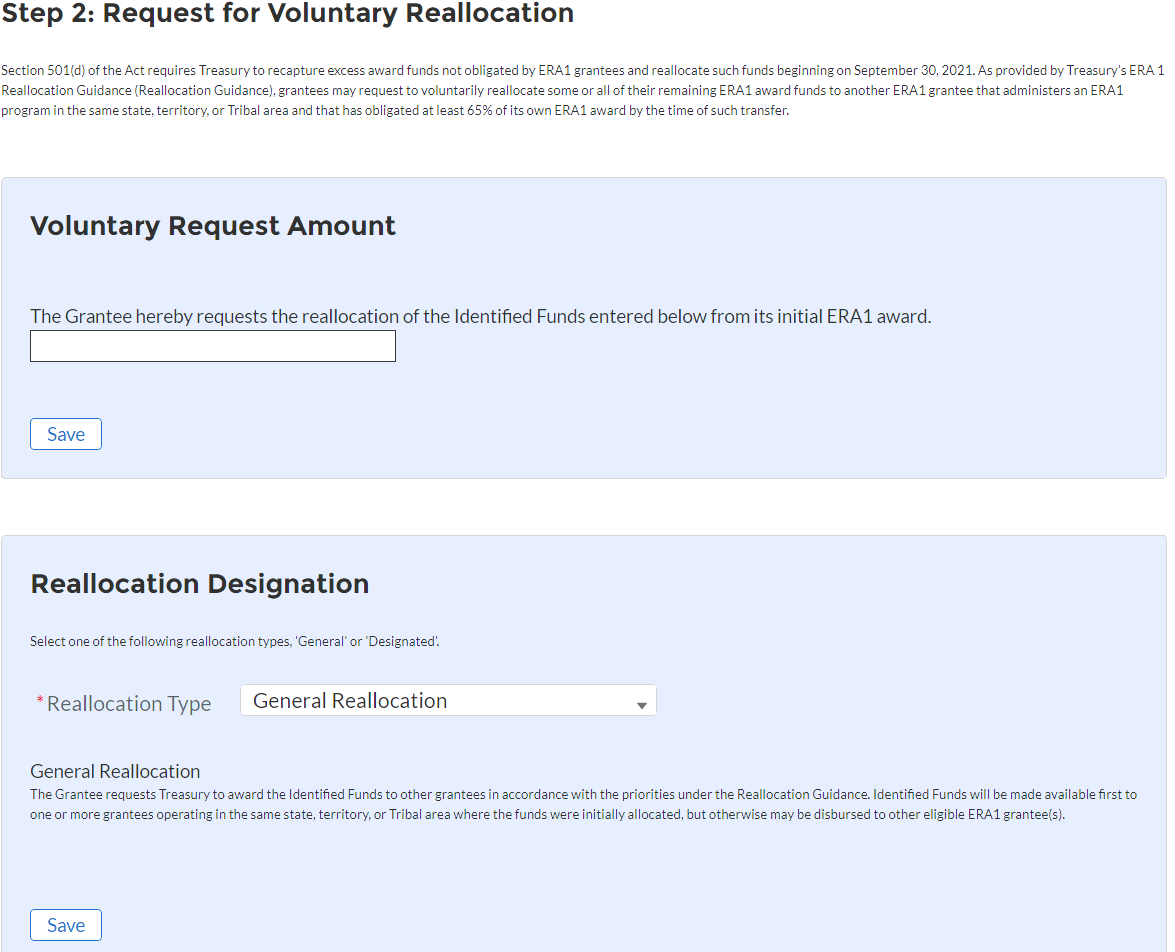 Step 2: Request for Voluntary Reallocation
Section 501(d) of the Act requires Treasury to recapture excess award funds not obligated by ERA1 grantees and reallocate such funds beginning on September 30, 2021. As provided by Treasury's ERA 1
Reallocation Guidance (Reallocation Guidance), grantees may request to voluntarily reallocate some or all of their remaining ERA1 award funds to another ERA1 grantee that administers an ERA1
program in the same state, territory, or Tribal area and that has obligated at least 65% of its own ERA1 award by the time of such transfer.
Voluntary Request Amount
The Grantee hereby requests the reallocation of the Identified Funds entered below from its initial ERA1 award.
Save
Reallocation Designation
Select one of the following reallocation types, 'General' or 'Designated'.
*Reallocation Type General Reallocation
General Reallocation
The Grantee requests Treasury to award the Identified Funds to other grantees in accordance with the priorities under the Reallocation Guidance. Identified Funds will be made available first to
one or more grantees operating in the same state, territory, or Tribal area where the funds were initially allocated, but otherwise may be disbursed to other eligible ERA1 grantee(s).
Save